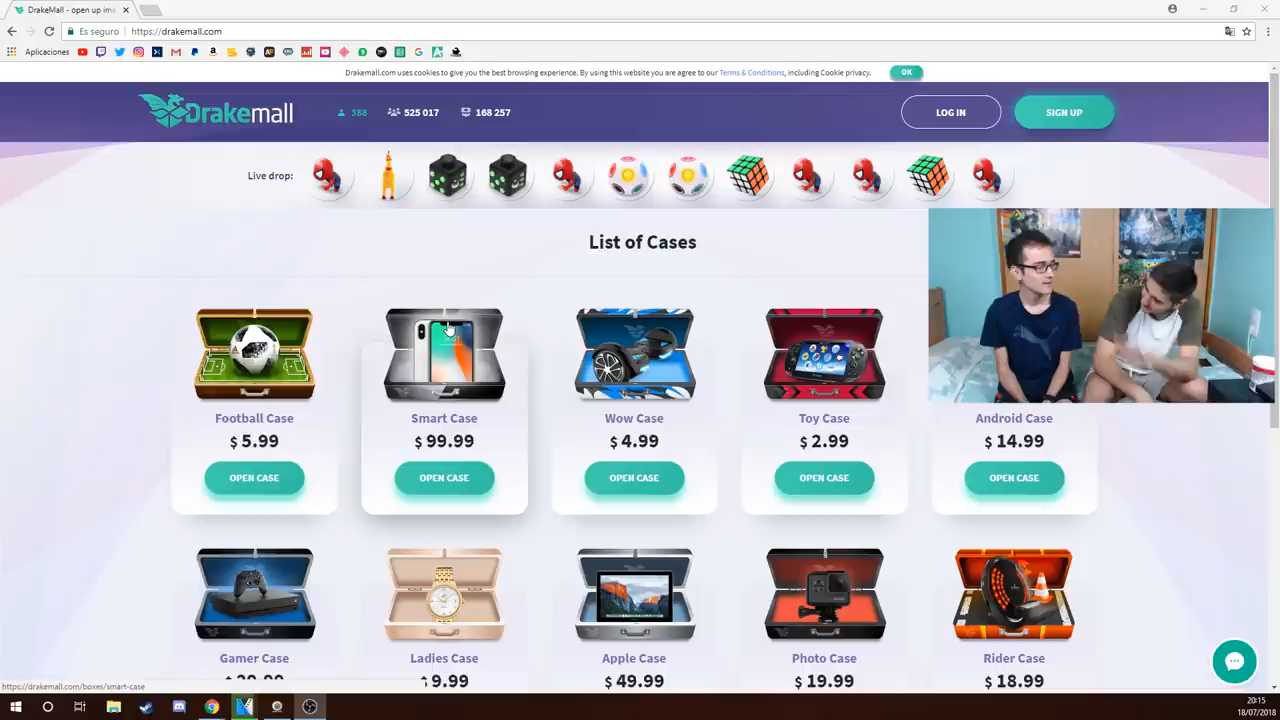 DrakeMall - open up ima
Es seguro https://drakemall.com
Aplicaciones
Drakemall.com uses cookies to give you the best browsing experience. By using this website you are agree to our Terms & Conditions, including Cookie privacy. OK
Drakemall 388 525 017 168 257 LOG IN SIGN UP
Live drop:
List of Cases
Football Case Smart Case Wow Case Toy Case Android Case
$ 5.99 $ 99.99 $ 4.99 $ 2.99 $ 14.99
OPEN CASE OPEN CASE OPEN CASE OPEN CASE OPEN CASE
Gamer Case Ladies Case Apple Case Photo Case Rider Case
9.99 $ 49.99 $ 19.99 $ 18.99
https://drakemall.com/boxes/smart-case
20:15
18/07/2018